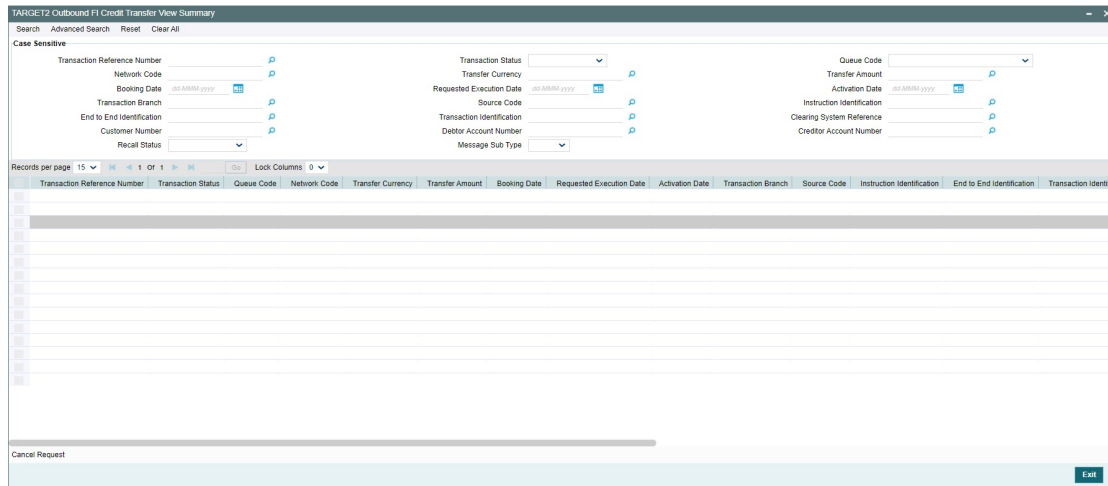 TARGET2 Outbound FI Credit Transfer View Summary
Search Advanced Search Reset Clear All
Case Sensitive
Transaction Reference Number Transaction Status Queue Code
Network Code Transfer Currency Transfer Amount
Booking Date dd-MMM-yyyy Requested Execution Date dd-MMM-yyyy Activation Date dd-MMM-yyyy
Transaction Branch Source Code Instruction Identification
End to End Identification Transaction Identification Clearing System Reference
Customer Number Debtor Account Number Creditor Account Number
Recall Status Message Sub Type
Records per page 15 1 Of 1 Go Lock Columns 0
Transaction Reference Number Transaction Status Queue Code Network Code Transfer Currency Transfer Amount Booking Date Requested Execution Date Activation Date Transaction Branch Source Code Instruction Identification End to End Identification Transaction Identi
Cancel Request
Exit